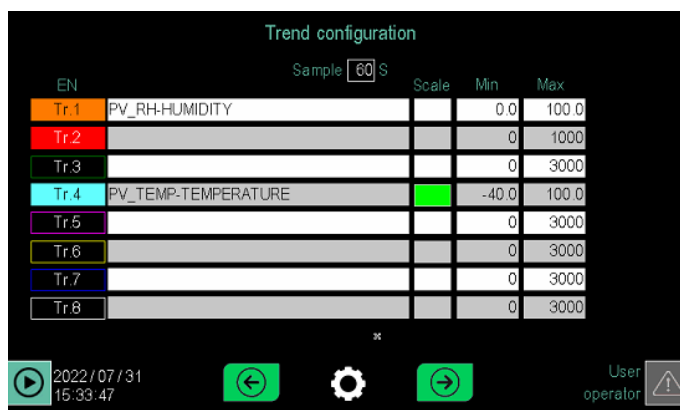 Trend configuration
Sample 60 S
EN Scale Min Max
Tr.1 PV_RH-HUMIDITY 0.0 100.0
Tr.2 0 1000
Tr.3 0 3000
Tr.4 PV_TEMP-TEMPERATURE -40.0 100.0
Tr.5 0 3000
Tr.6 0 3000
Tr.7 0 3000
Tr.8 0 3000
2022/07/31 User
15:33:47 operator